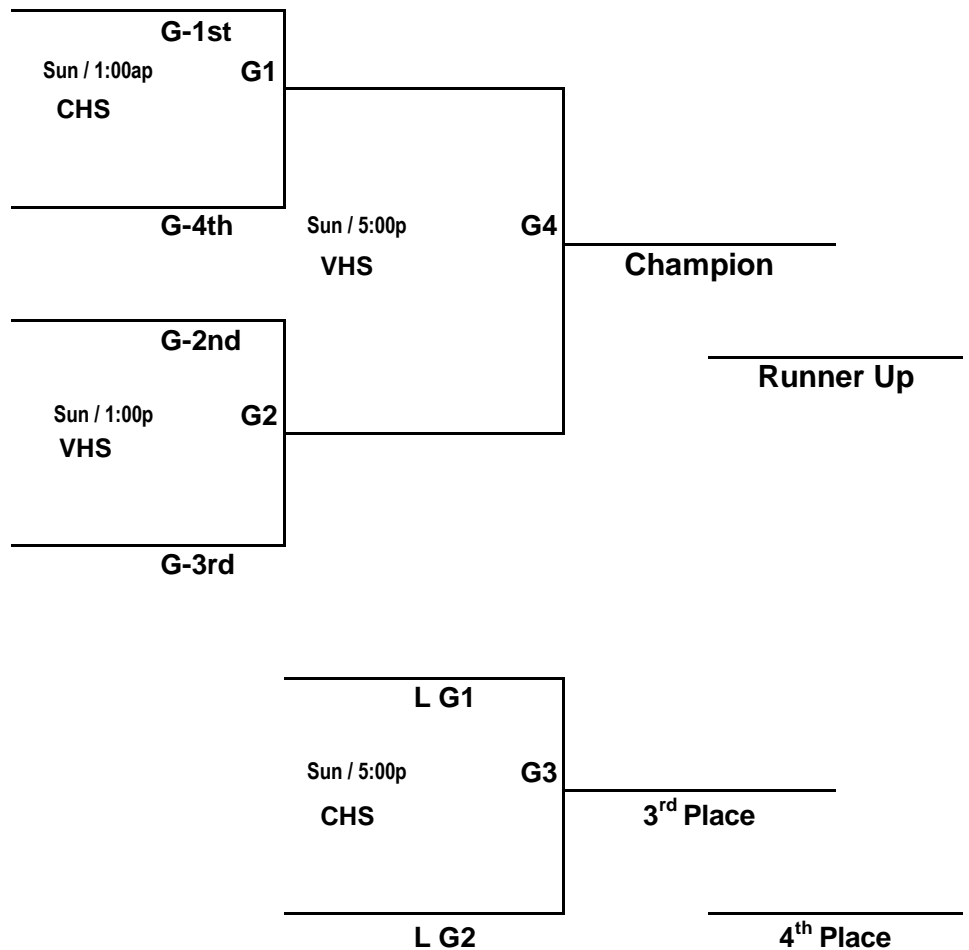 G-1st
Sun / 1:00ap G1
CHS
G-4th
Sun / 5:00p G4
VHS
Champion
G-2nd
Runner Up
Sun / 1:00p G2
VHS
G-3rd
L G1
Sun / 5:00p G3
CHS
3rd Place
L G2
4th Place